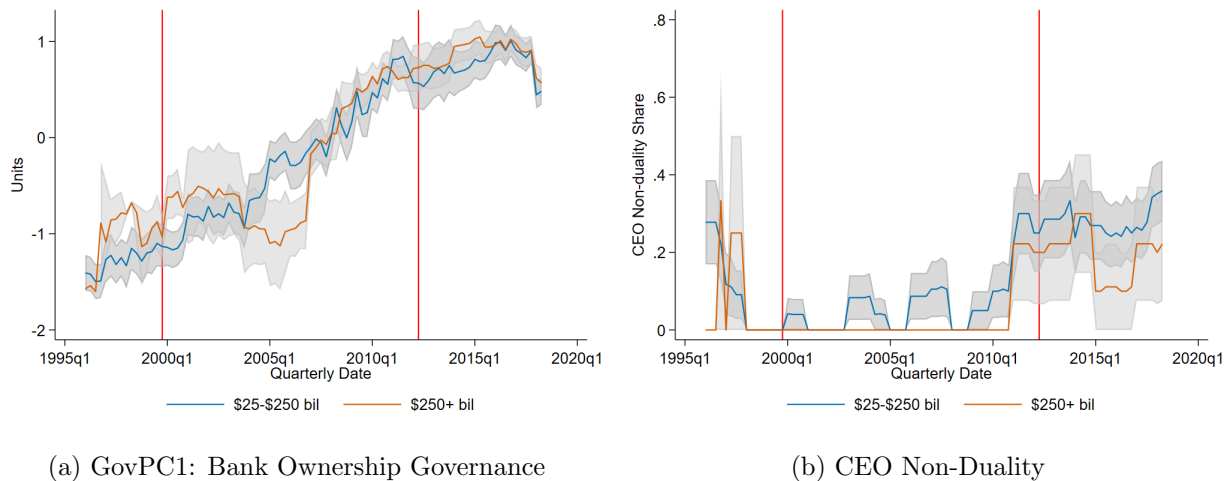 Units
1
0
-1
-2
1995q1 2000q1 2005q1 2010q1 2015q1 2020q1
Quarterly Date
$25-$250 bil $250+ bil
(a) GovPC1: Bank Ownership Governance
CEO Non-duality Share
.8
.6
.4
.2
0
1995q1 2000q1 2005q1 2010q1 2015q1 2020q1
Quarterly Date
$25-$250 bil $250+ bil
(b) CEO Non-Duality